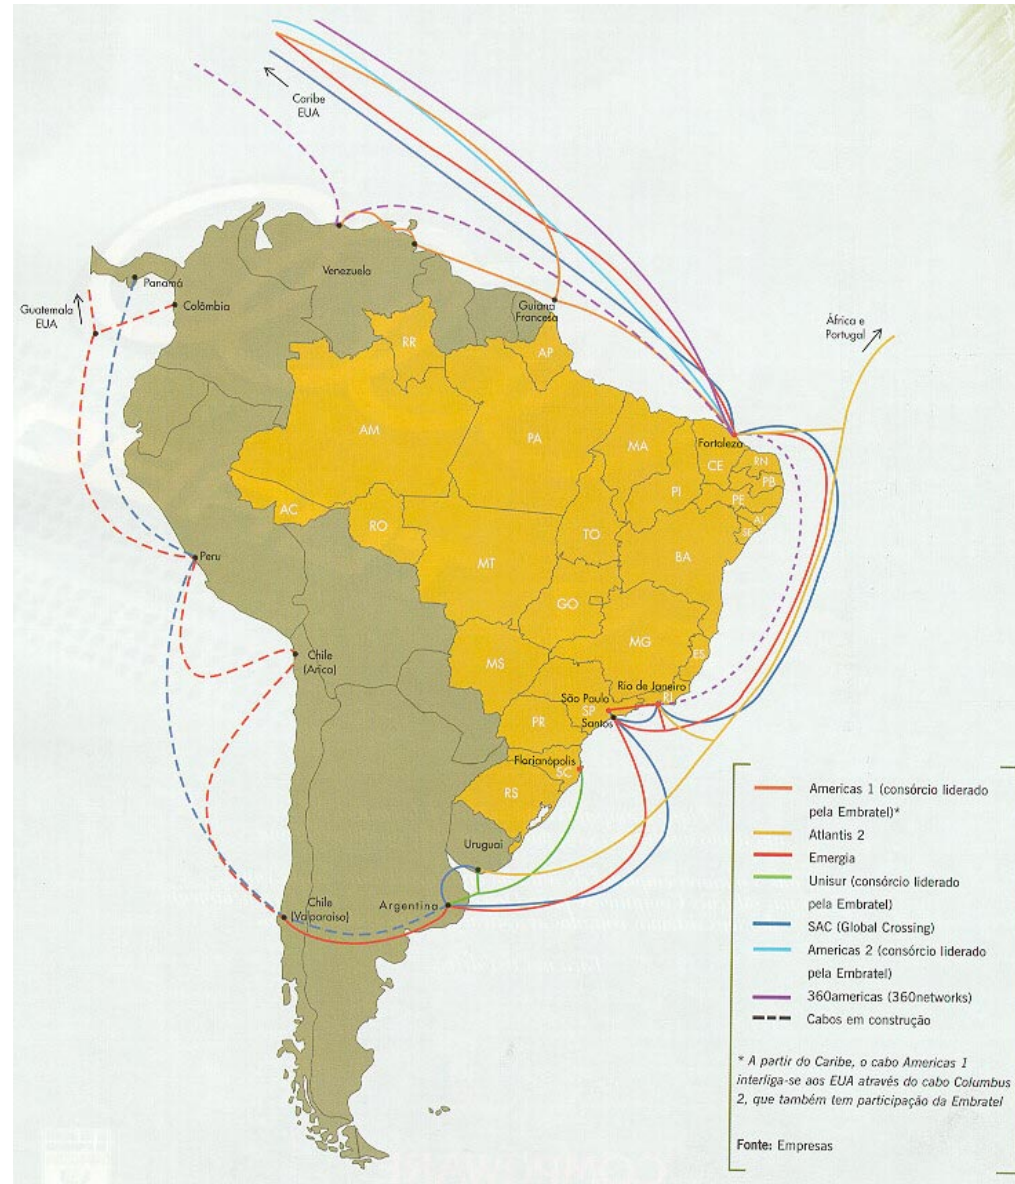 Caribe
EUA
Venezuela
Panamá
Colômbia
Guatemala
EUA
Guiana
Francesa
África e
Portugal
RR
AP
AM
PA
MA
Fortaleza
CE
RN
PB
PI
PE
AL
SE
AC
RO
TO
BA
MT
Peru
GO
MG
ES
Chile
(Arica)
MS
Rio de Janeiro
São Paulo
RJ
SP
Santos
PR
Florianópolis
SC
RS
Uruguai
Argentina
Chile
(Valparaiso)
Americas 1 (consórcio liderado
pela Embratel)*
Atlantis 2
Emergia
Unisur (consórcio liderado
pela Embratel)
SAC (Global Crossing)
Americas 2 (consórcio liderado
pela Embratel)
360americas (360networks)
Cabos em construção
* A partir do Caribe, o cabo Americas 1
interliga-se aos EUA através do cabo Columbus
2, que também tem participação da Embratel
Fonte: Empresas